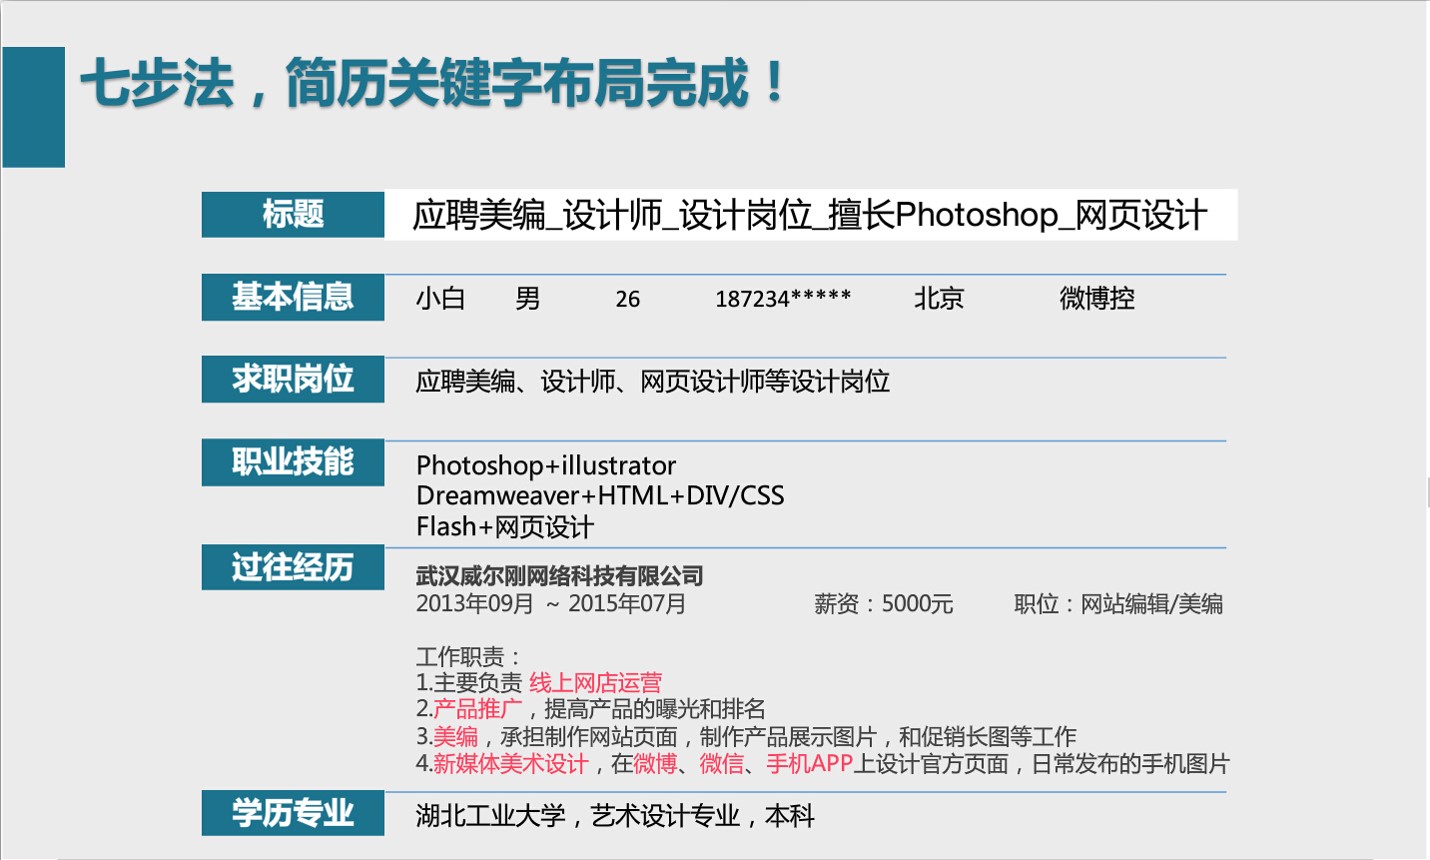 七步法，简历关键字布局完成！
标题 应聘美编_设计师_设计岗位_擅长Photoshop_网页设计
基本信息 小白 男 26 187234***** 北京 微博控
求职岗位 应聘美编、设计师、网页设计师等设计岗位
职业技能 Photoshop+illustrator
Dreamweaver+HTML+DIV/CSS
Flash+网页设计
过往经历 武汉威尔刚网络科技有限公司
2013年09月 ~ 2015年07月 薪资：5000元 职位：网站编辑/美编
工作职责：
1.主要负责 线上网店运营
2.产品推广，提高产品的曝光和排名
3.美编，承担制作网站页面，制作产品展示图片，和促销长图等工作
4.新媒体美术设计，在微博、微信、手机APP上设计官方页面，日常发布的手机图片
学历专业 湖北工业大学，艺术设计专业，本科